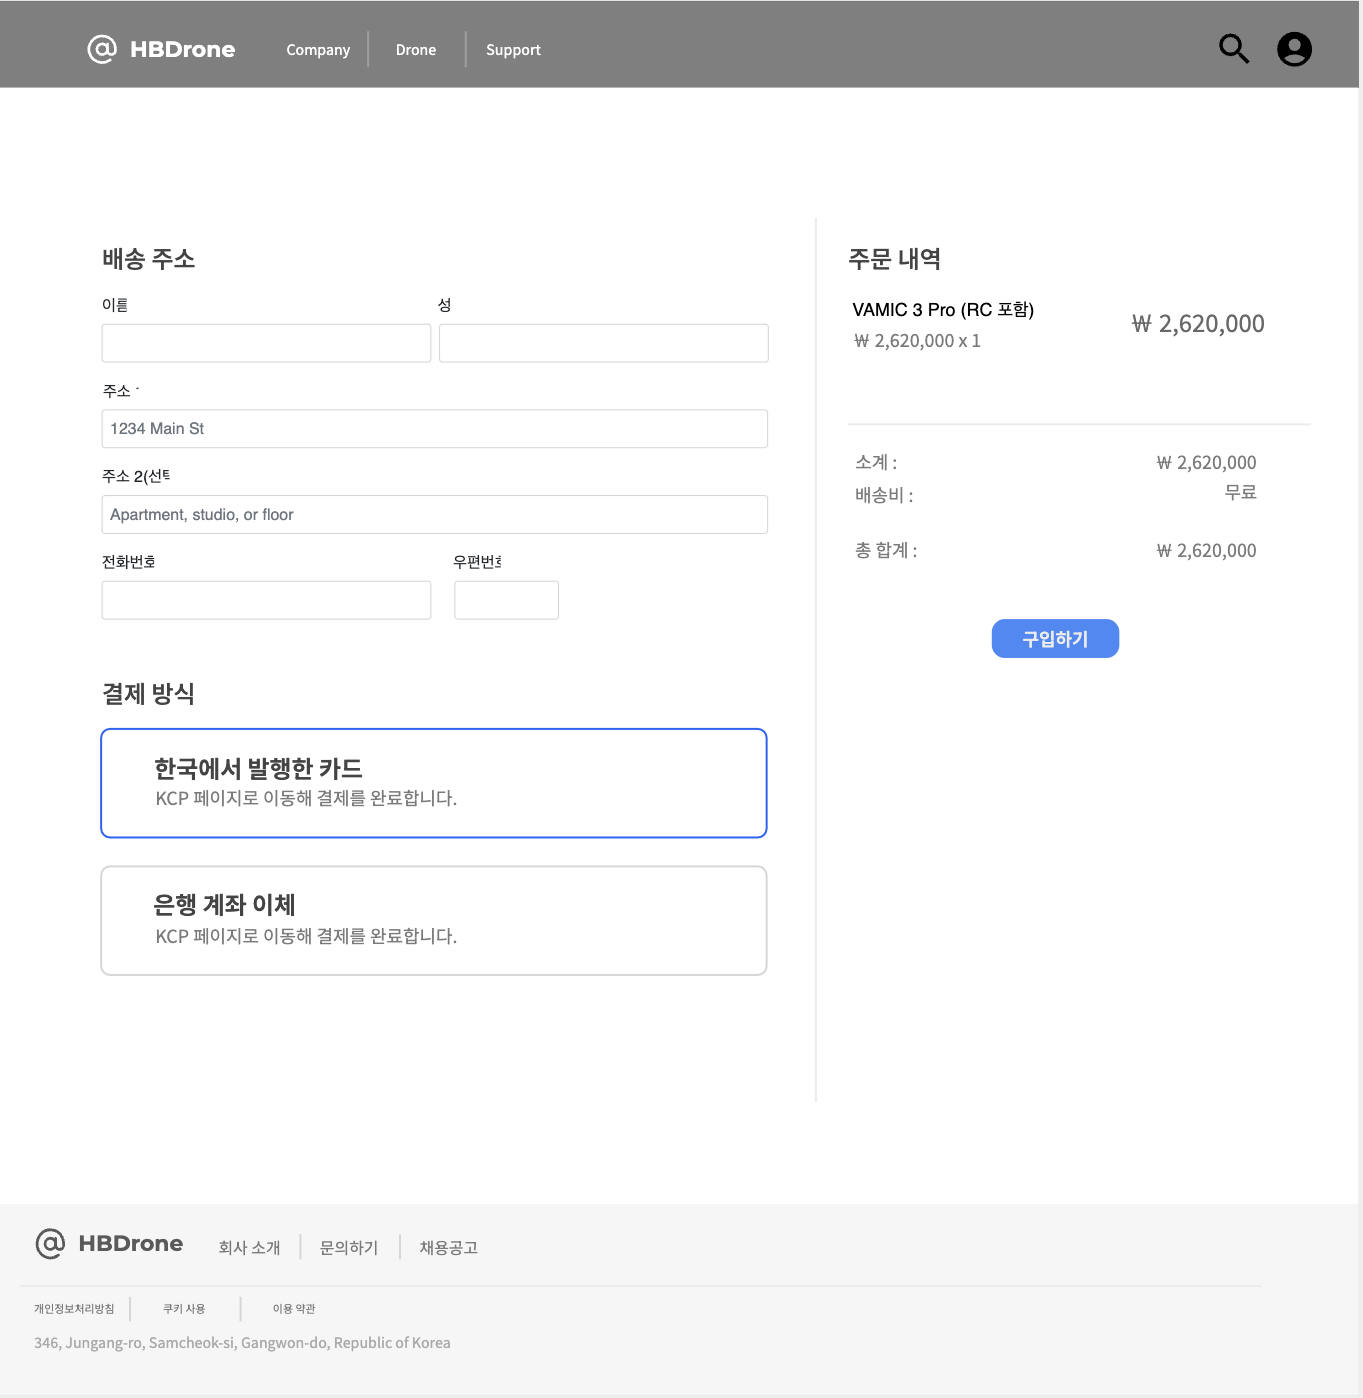 @ HBDrone
Company
Drone
Support
배송 주소
이름
성
주소
1234 Main St
주소 2(선택
Apartment, studio, or floor
전화번호
우편번호
결제 방식
한국에서 발행한 카드
KCP 페이지로 이동해 결제를 완료합니다.
은행 계좌 이체
KCP 페이지로 이동해 결제를 완료합니다.
주문 내역
VAMIC 3 Pro (RC 포함)
₩ 2,620,000 x 1
₩ 2,620,000
소계 :
₩ 2,620,000
배송비 :
무료
총 합계 :
₩ 2,620,000
구입하기
@ HBDrone
회사 소개
문의하기
채용공고
개인정보처리방침
쿠키 사용
이용 약관
346, Jungang-ro, Samcheok-si, Gangwon-do, Republic of Korea